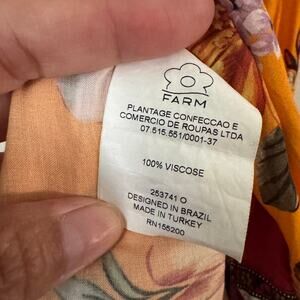 FARM
PLANTAGE CONFECCAO E
COMERCIO DE ROUPAS LTDA
07.515.551/0001-37
100% VISCOSE
253741 O
DESIGNED IN BRAZIL
MADE IN TURKEY
RN155200